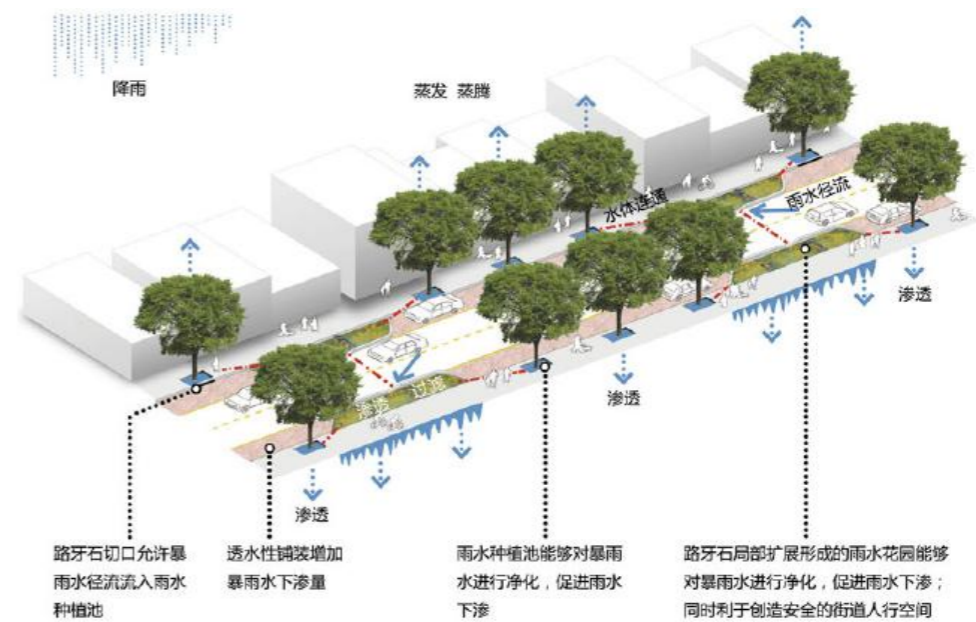 降雨
蒸发 蒸腾
水体连通
雨水径流
渗透
渗透 过滤
渗透
渗透
路牙石切口允许暴
雨水径流流入雨水
种植池
透水性铺装增加
暴雨水下渗量
雨水种植池能够对暴雨
水进行净化，促进雨水
下渗
路牙石局部扩展形成的雨水花园能够
对暴雨水进行净化，促进雨水下渗；
同时利于创造安全的街道人行空间